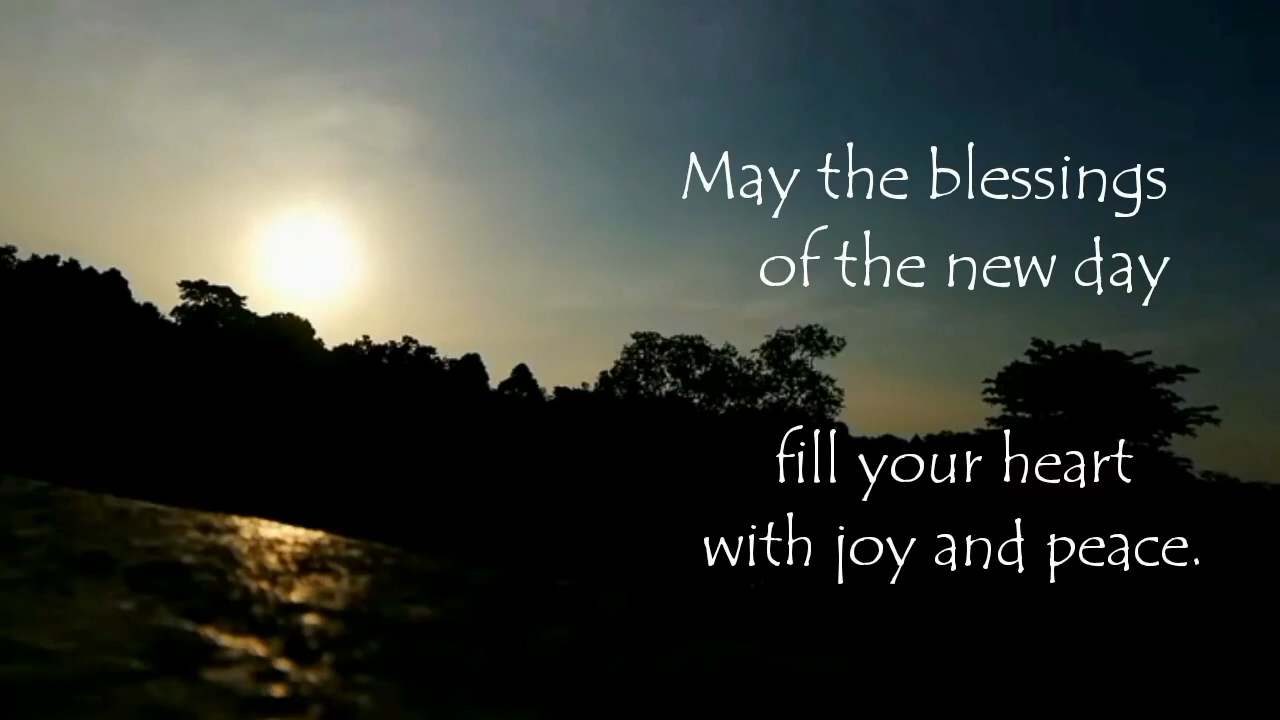 May the blessings
of the new day
fill your heart
with joy and peace.